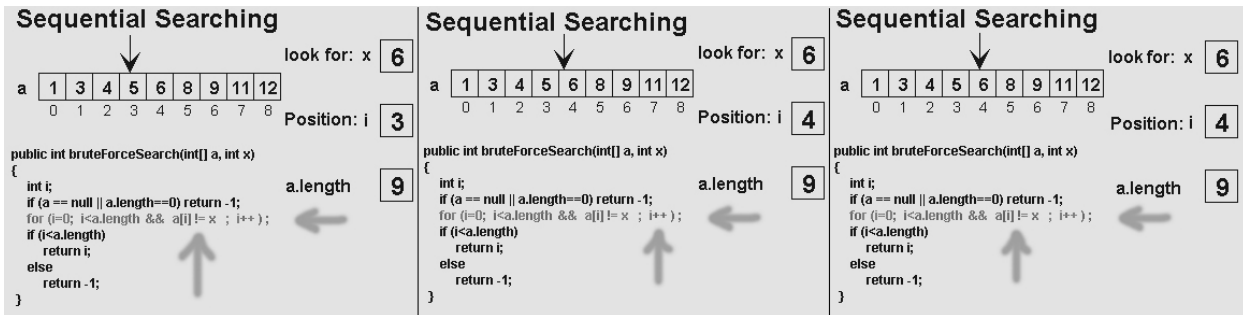 Sequential Searching
look for: x 6
a 1 3 4 5 6 8 9 11 12
0 1 2 3 4 5 6 7 8
Position: i 3
public int bruteForceSearch(int[] a, int x)
{
int i;
a.length 9
if (a == null || a.length==0) return -1;
for (i=0; i<a.length && a[i] != x ; i++ ) ;
if (i<a.length)
return i;
else
return -1;
}
Sequential Searching
look for: x 6
a 1 3 4 5 6 8 9 11 12
0 1 2 3 4 5 6 7 8
Position: i 4
public int bruteForceSearch(int[] a, int x)
{
int i;
a.length 9
if (a == null || a.length==0) return -1;
for (i=0; i<a.length && a[i] != x ; i++ ) ;
if (i<a.length)
return i;
else
return -1;
}
Sequential Searching
look for: x 6
a 1 3 4 5 6 8 9 11 12
0 1 2 3 4 5 6 7 8
Position: i 4
public int bruteForceSearch(int[] a, int x)
{
int i;
a.length 9
if (a == null || a.length==0) return -1;
for (i=0; i<a.length && a[i] != x ; i++ ) ;
if (i<a.length)
return i;
else
return -1;
}